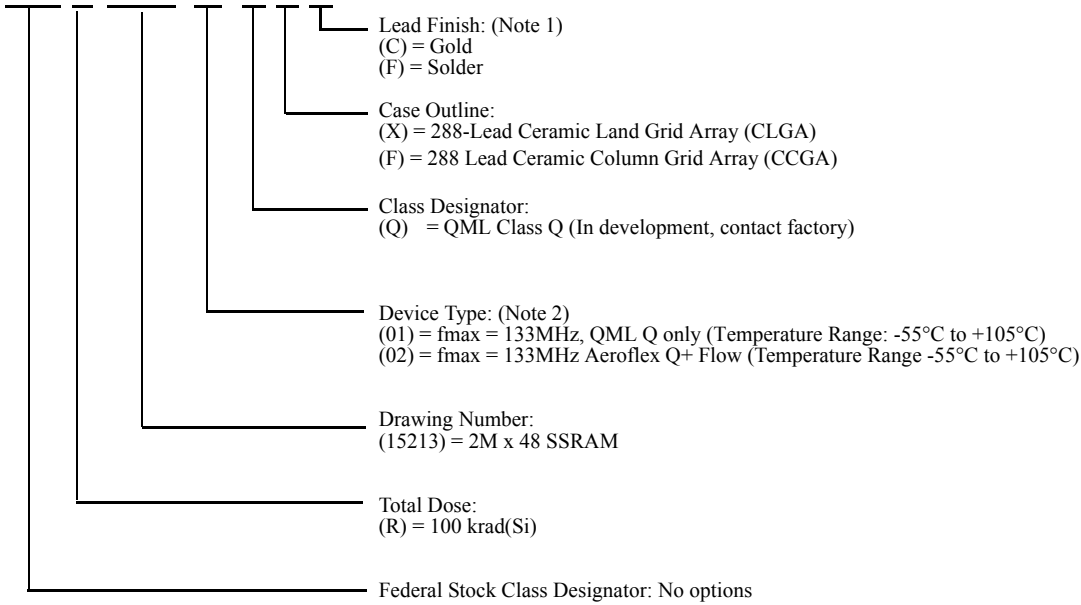 Lead Finish: (Note 1)
(C) = Gold
(F) = Solder
Case Outline:
(X) = 288-Lead Ceramic Land Grid Array (CLGA)
(F) = 288 Lead Ceramic Column Grid Array (CCGA)
Class Designator:
(Q) = QML Class Q (In development, contact factory)
Device Type: (Note 2)
(01) = fmax = 133MHz, QML Q only (Temperature Range: -55°C to +105°C)
(02) = fmax = 133MHz Aeroflex Q+ Flow (Temperature Range -55°C to +105°C)
Drawing Number:
(15213) = 2M x 48 SSRAM
Total Dose:
(R) = 100 krad(Si)
Federal Stock Class Designator: No options